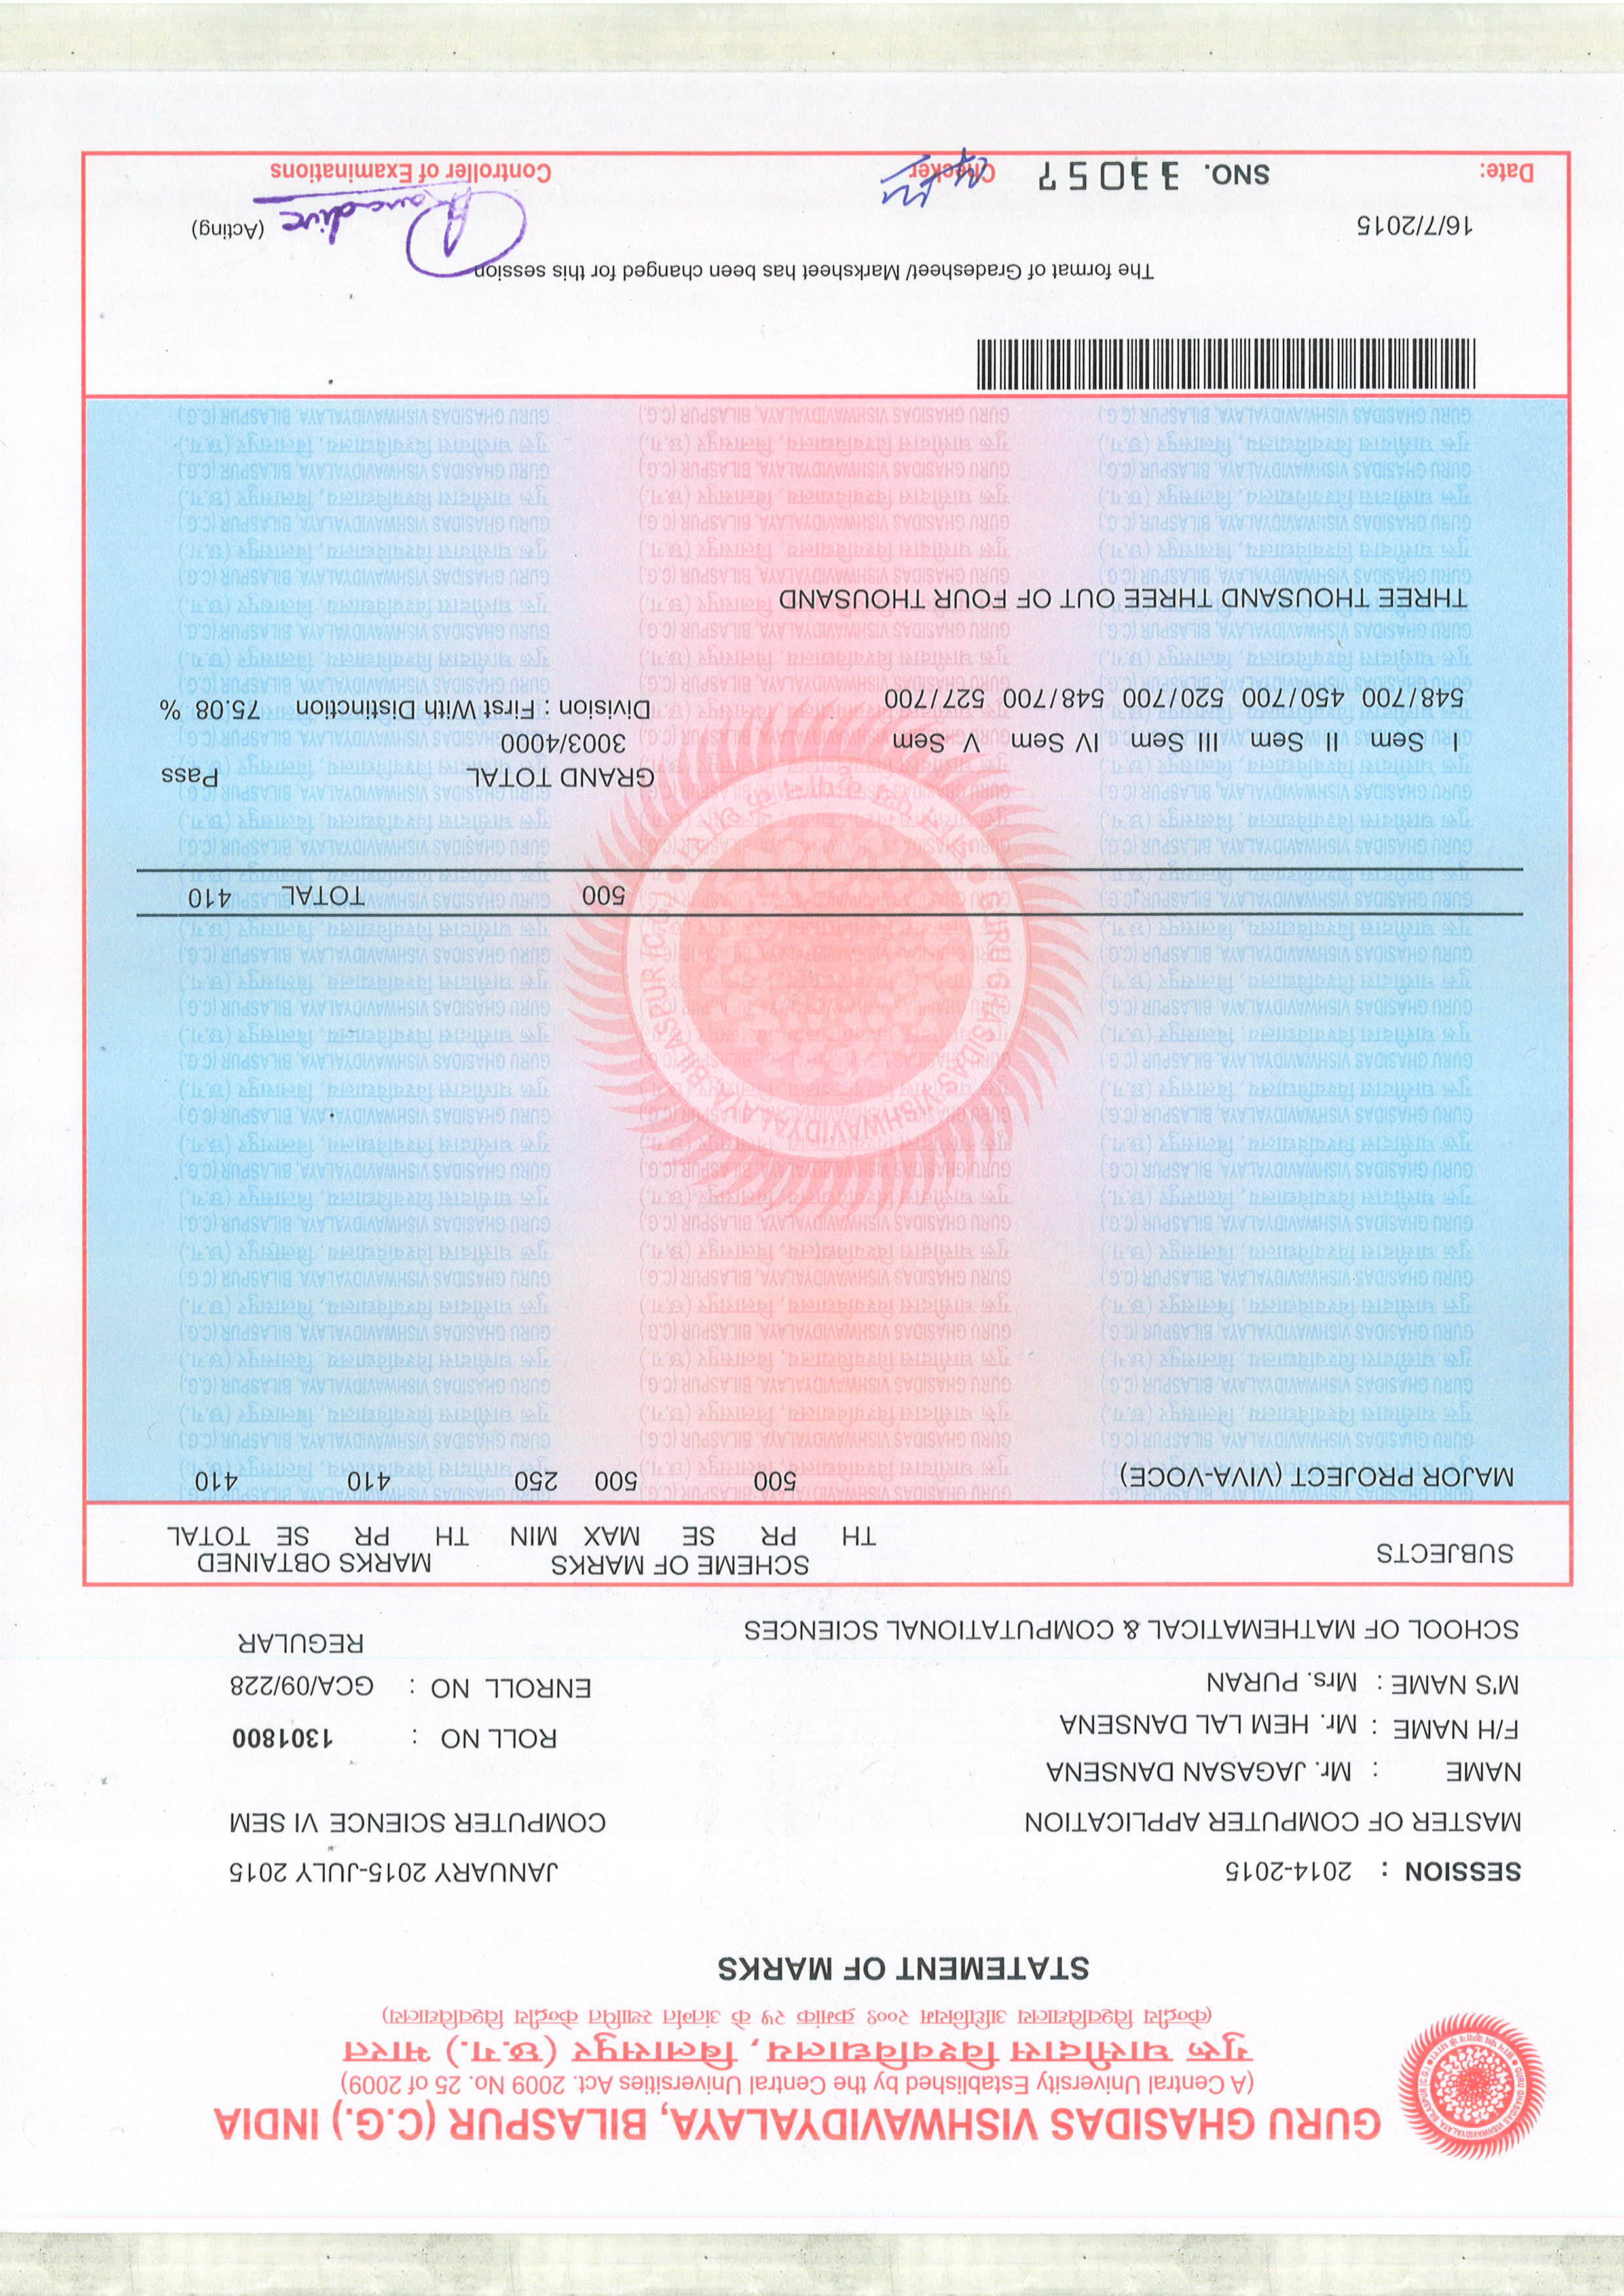 GURU GHASIDAS VISHWAVIDYALAYA, BILASPUR (C.G.) INDIA
(A Central University Established by the Central Universities Act. 2009 No. 25 of 2009)
गुरू घासीदास विश्वविद्यालय, बिलासपुर (छ.ग.) भारत
(केन्द्रीय विश्वविद्यालय अधिनियम २००९ क्रमांक २५ के अंतर्गत स्थापित केन्द्रीय विश्वविद्यालय)
STATEMENT OF MARKS
SESSION : 2014-2015 JANUARY 2015-JULY 2015
MASTER OF COMPUTER APPLICATION COMPUTER SCIENCE VI SEM
NAME : Mr. JAGASAN DANSENA
F/H NAME : Mr. HEM LAL DANSENA ROLL NO : 1301800
M'S NAME : Mrs. PURAN ENROLL NO : GCA/09/228
SCHOOL OF MATHEMATICAL & COMPUTATIONAL SCIENCES REGULAR
SUBJECTS SCHEME OF MARKS MARKS OBTAINED
TH PR SE MAX MIN TH PR SE TOTAL
MAJOR PROJECT (VIVA-VOCE) 500 500 250 410 410
500 TOTAL 410
GRAND TOTAL Pass
I Sem II Sem III Sem IV Sem V Sem 3003/4000
548/700 450/700 520/700 548/700 527/700 Division : First With Distinction 75.08 %
THREE THOUSAND THREE OUT OF FOUR THOUSAND
The format of Gradesheet/ Marksheet has been changed for this session
16/7/2015 (Acting)
Date: SNO. 33057 Checker Controller of Examinations